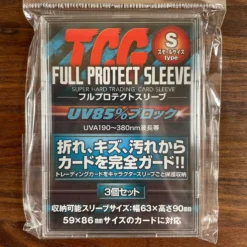 TCG
S
スモールサイズ
type
FULL PROTECT SLEEVE
SUPER HARD TRADING CARD SLEEVE
フルプロテクトスリーブ
UV85%ブロック
UVA190～380nm波長帯
折れ、キズ、汚れから
カードを完全ガード!!
トレーディングカードをキャラクタースリーブごと保護収納
3個セット
収納可能スリーブサイズ:幅63×高さ90mm
59×86mmサイズのカードに対応